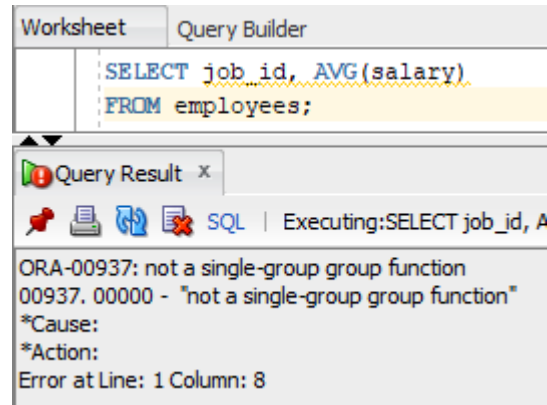 Worksheet Query Builder
SELECT job_id, AVG(salary)
FROM employees;
Query Result x
SQL | Executing:SELECT job_id, A
ORA-00937: not a single-group group function
00937. 00000 - "not a single-group group function"
*Cause:
*Action:
Error at Line: 1 Column: 8